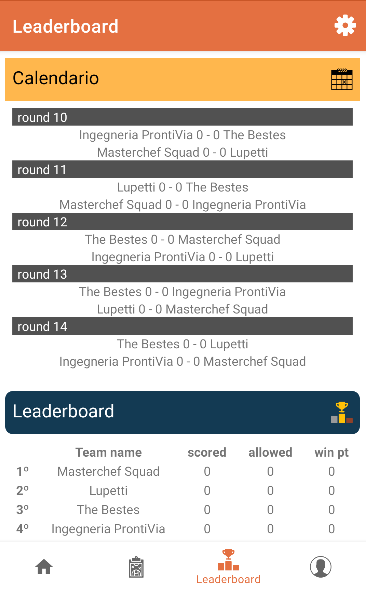 Leaderboard
Calendario
round 10
Ingegneria ProntiVia 0 - 0 The Bestes
Masterchef Squad 0 - 0 Lupetti
round 11
Lupetti 0 - 0 The Bestes
Masterchef Squad 0 - 0 Ingegneria ProntiVia
round 12
The Bestes 0 - 0 Masterchef Squad
Ingegneria ProntiVia 0 - 0 Lupetti
round 13
The Bestes 0 - 0 Ingegneria ProntiVia
Lupetti 0 - 0 Masterchef Squad
round 14
The Bestes 0 - 0 Lupetti
Ingegneria ProntiVia 0 - 0 Masterchef Squad
Leaderboard
Team name scored allowed win pt
1º Masterchef Squad 0 0 0
2º Lupetti 0 0 0
3º The Bestes 0 0 0
4º Ingegneria ProntiVia 0 0 0
Leaderboard